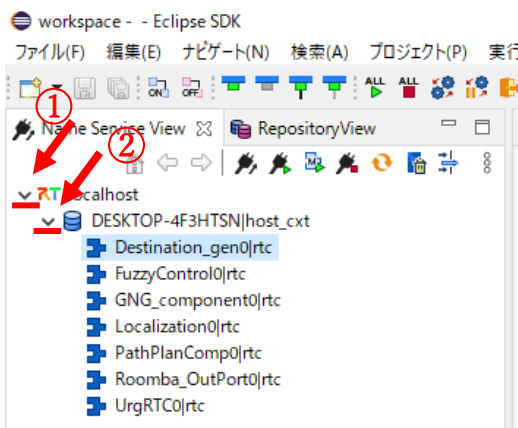 workspace - - Eclipse SDK
ファイル(F) 編集(E) ナビゲート(N) 検索(A) プロジェクト(P) 実行
ON OFF ALL ALL
①
Name Service View RepositoryView
②
localhost
DESKTOP-4F3HTSN|host_cxt
Destination_gen0|rtc
FuzzyControl0|rtc
GNG_component0|rtc
Localization0|rtc
PathPlanComp0|rtc
Roomba_OutPort0|rtc
UrgRTC0|rtc